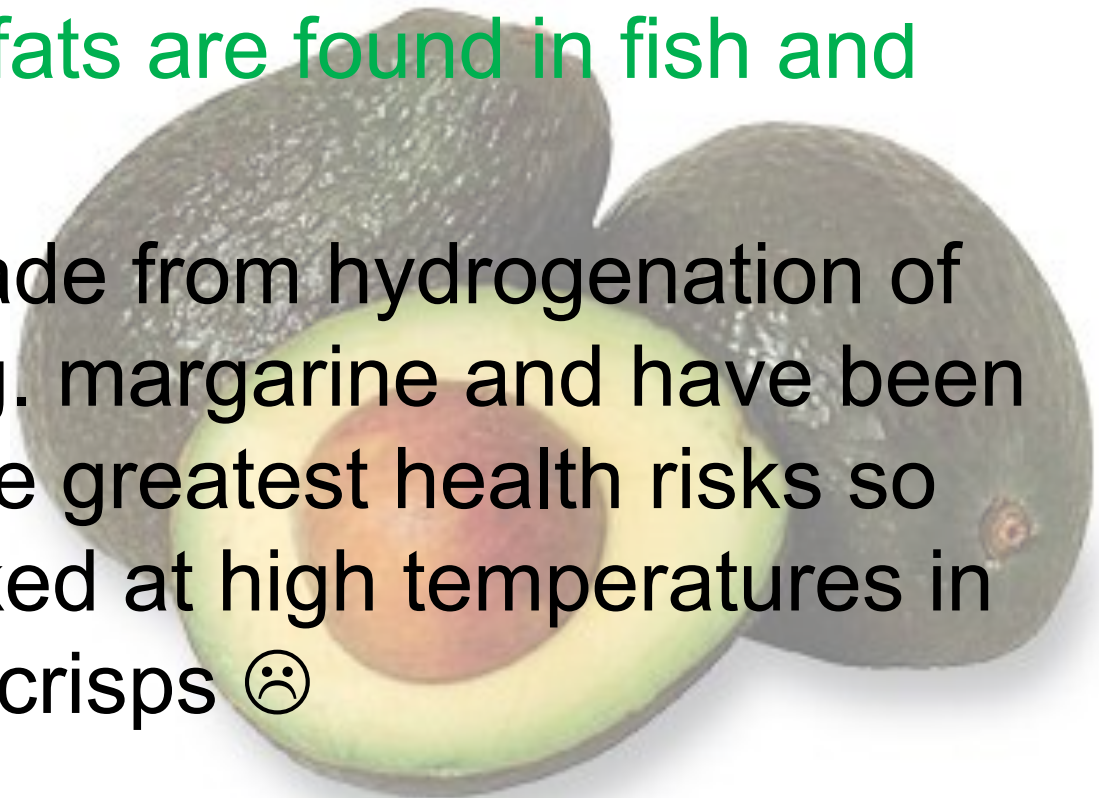 fats are found in fish and
ade from hydrogenation of
g. margarine and have been
e greatest health risks so
ked at high temperatures in
crisps ☹